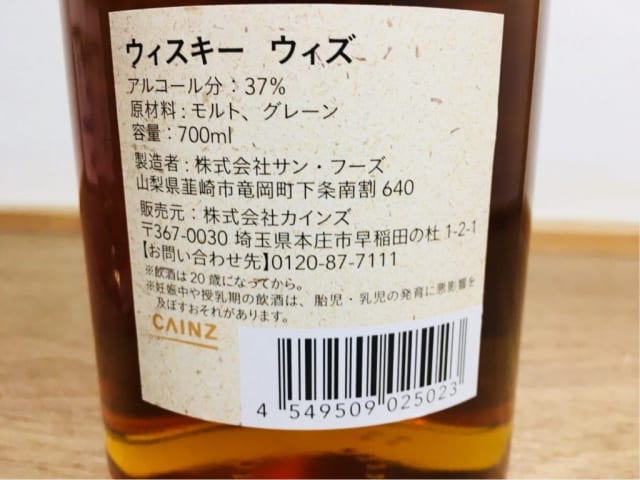 ウィスキー ウィズ
アルコール分：37%
原材料：モルト、グレーン
容量：700ml
製造者：株式会社サン・フーズ
山梨県韮崎市竜岡町下条南割 640
販売元：株式会社カインズ
〒367-0030 埼玉県本庄市早稲田の杜 1-2-1
【お問い合わせ先】0120-87-7111
※飲酒は20歳になってから。
※妊娠中や授乳期の飲酒は、胎児・乳児の発育に悪影響を
及ぼすおそれがあります。
CAINZ
4 549509 025023